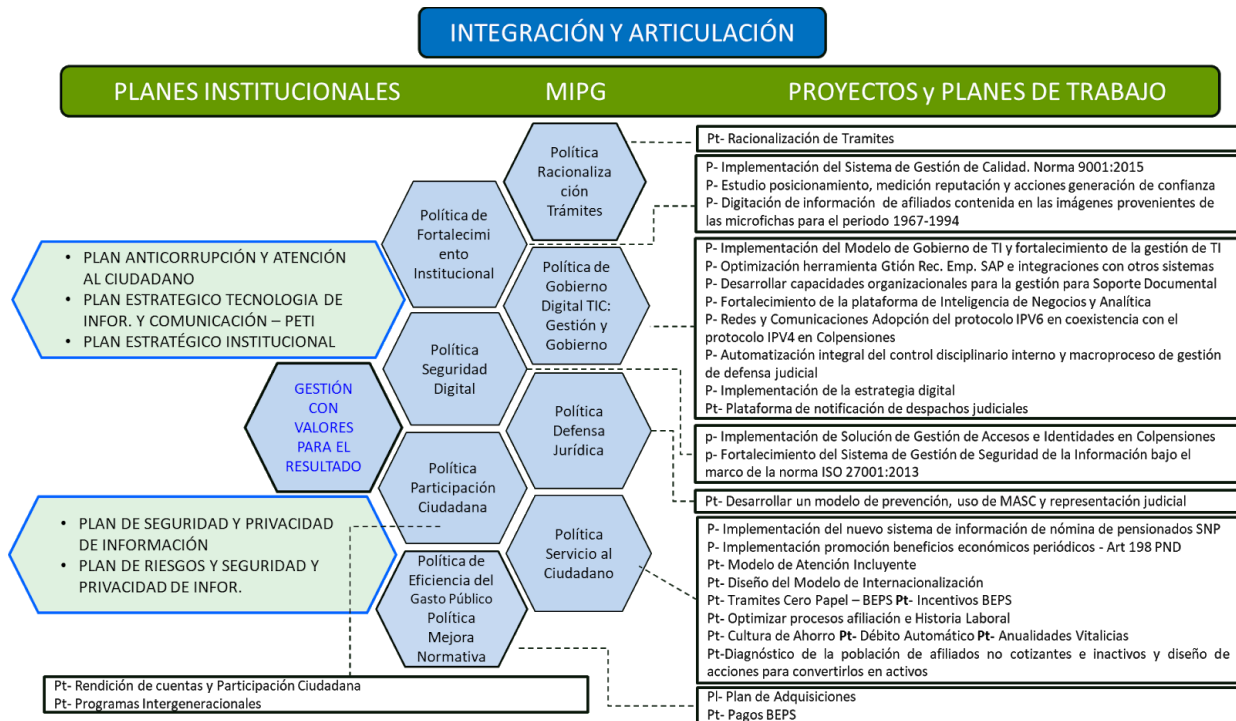 INTEGRACIÓN Y ARTICULACIÓN
PLANES INSTITUCIONALES
MIPG
PROYECTOS y PLANES DE TRABAJO
• PLAN ANTICORRUPCIÓN Y ATENCIÓN
AL CIUDADANO
• PLAN ESTRATEGICO TECNOLOGIA DE
INFOR. Y COMUNICACIÓN – PETI
• PLAN ESTRATÉGICO INSTITUCIONAL
GESTIÓN
CON
VALORES
PARA EL
RESULTADO
• PLAN DE SEGURIDAD Y PRIVACIDAD
DE INFORMACIÓN
• PLAN DE RIESGOS Y SEGURIDAD Y
PRIVACIDAD DE INFOR.
Política
Racionaliza
ción
Trámites
Política de
Fortalecimi
ento
Institucional
Política de
Gobierno
Digital TIC:
Gestión y
Gobierno
Política
Seguridad
Digital
Política
Defensa
Jurídica
Política
Participación
Ciudadana
Política
Servicio al
Ciudadano
Política de
Eficiencia del
Gasto Público
Política
Mejora
Normativa
Pt- Rendición de cuentas y Participación Ciudadana
Pt- Programas Intergeneracionales
Pt- Racionalización de Tramites
P- Implementación del Sistema de Gestión de Calidad. Norma 9001:2015
P- Estudio posicionamiento, medición reputación y acciones generación de confianza
P- Digitación de información de afiliados contenida en las imágenes provenientes de
las microfichas para el periodo 1967-1994
P- Implementación del Modelo de Gobierno de TI y fortalecimiento de la gestión de TI
P- Optimización herramienta Gtión Rec. Emp. SAP e integraciones con otros sistemas
P- Desarrollar capacidades organizacionales para la gestión para Soporte Documental
P- Fortalecimiento de la plataforma de Inteligencia de Negocios y Analítica
P- Redes y Comunicaciones Adopción del protocolo IPV6 en coexistencia con el
protocolo IPV4 en Colpensiones
P- Automatización integral del control disciplinario interno y macroproceso de gestión
de defensa judicial
P- Implementación de la estrategia digital
Pt- Plataforma de notificación de despachos judiciales
p- Implementación de Solución de Gestión de Accesos e Identidades en Colpensiones
p- Fortalecimiento del Sistema de Gestión de Seguridad de la Información bajo el
marco de la norma ISO 27001:2013
Pt- Desarrollar un modelo de prevención, uso de MASC y representación judicial
P- Implementación del nuevo sistema de información de nómina de pensionados SNP
P- Implementación promoción beneficios económicos periódicos - Art 198 PND
Pt- Modelo de Atención Incluyente
Pt- Diseño del Modelo de Internacionalización
Pt- Tramites Cero Papel – BEPS Pt- Incentivos BEPS
Pt- Optimizar procesos afiliación e Historia Laboral
Pt- Cultura de Ahorro Pt- Débito Automático Pt- Anualidades Vitalicias
Pt-Diagnóstico de la población de afiliados no cotizantes e inactivos y diseño de
acciones para convertirlos en activos
Pl- Plan de Adquisiciones
Pt- Pagos BEPS